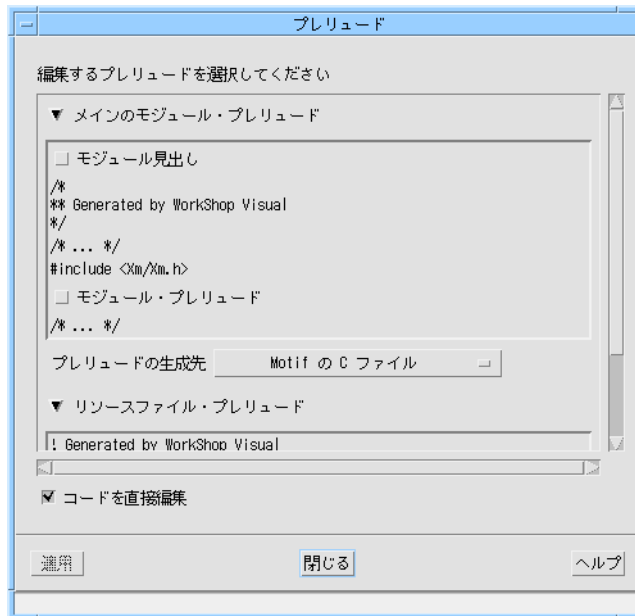 プレリュード
編集するプレリュードを選択してください
▼ メインのモジュール・プレリュード
モジュール見出し
/*
** Generated by WorkShop Visual
*/
/* ... */
#include <Xm/Xm.h>
モジュール・プレリュード
/* ... */
プレリュードの生成先 Motif の C ファイル
▼ リソースファイル・プレリュード
! Generated by WorkShop Visual
コードを直接編集
適用 閉じる ヘルプ